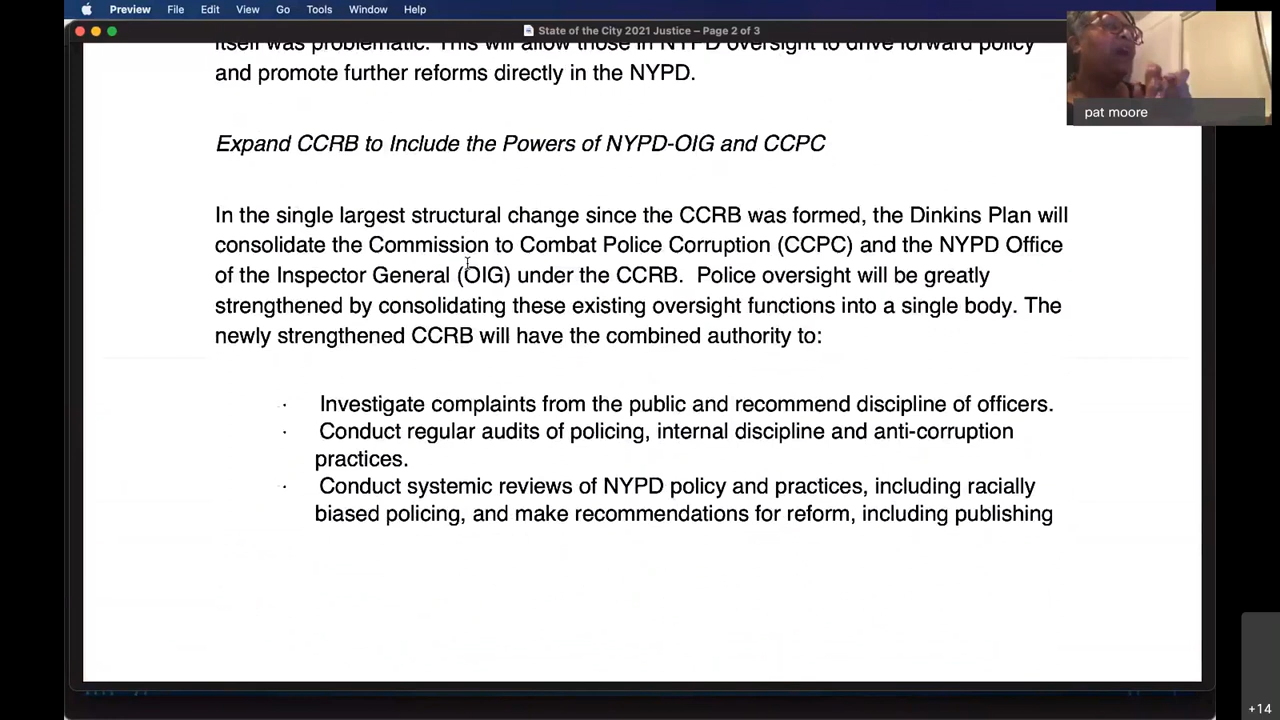 Preview File Edit View Go Tools Window Help
State of the City 2021 Justice – Page 2 of 3
itself was problematic. This will allow those in NYPD oversight to drive forward policy
and promote further reforms directly in the NYPD.
pat moore
Expand CCRB to Include the Powers of NYPD-OIG and CCPC
In the single largest structural change since the CCRB was formed, the Dinkins Plan will
consolidate the Commission to Combat Police Corruption (CCPC) and the NYPD Office
of the Inspector General (OIG) under the CCRB.  Police oversight will be greatly
strengthened by consolidating these existing oversight functions into a single body. The
newly strengthened CCRB will have the combined authority to:
· Investigate complaints from the public and recommend discipline of officers.
· Conduct regular audits of policing, internal discipline and anti-corruption
practices.
· Conduct systemic reviews of NYPD policy and practices, including racially
biased policing, and make recommendations for reform, including publishing
+14